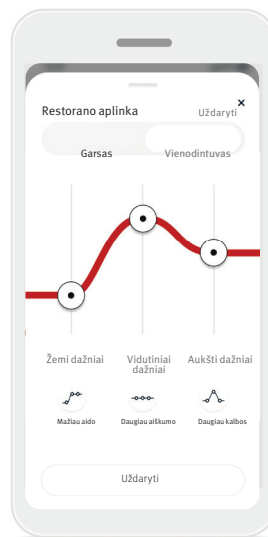 Restorano aplinka
Uždaryti
Garsas
Vienodintuvas
Žemi dažniai
Vidutiniai
dažniai
Aukšti dažniai
Mažiau aido
Daugiau aiškumo
Daugiau kalbos
Uždaryti